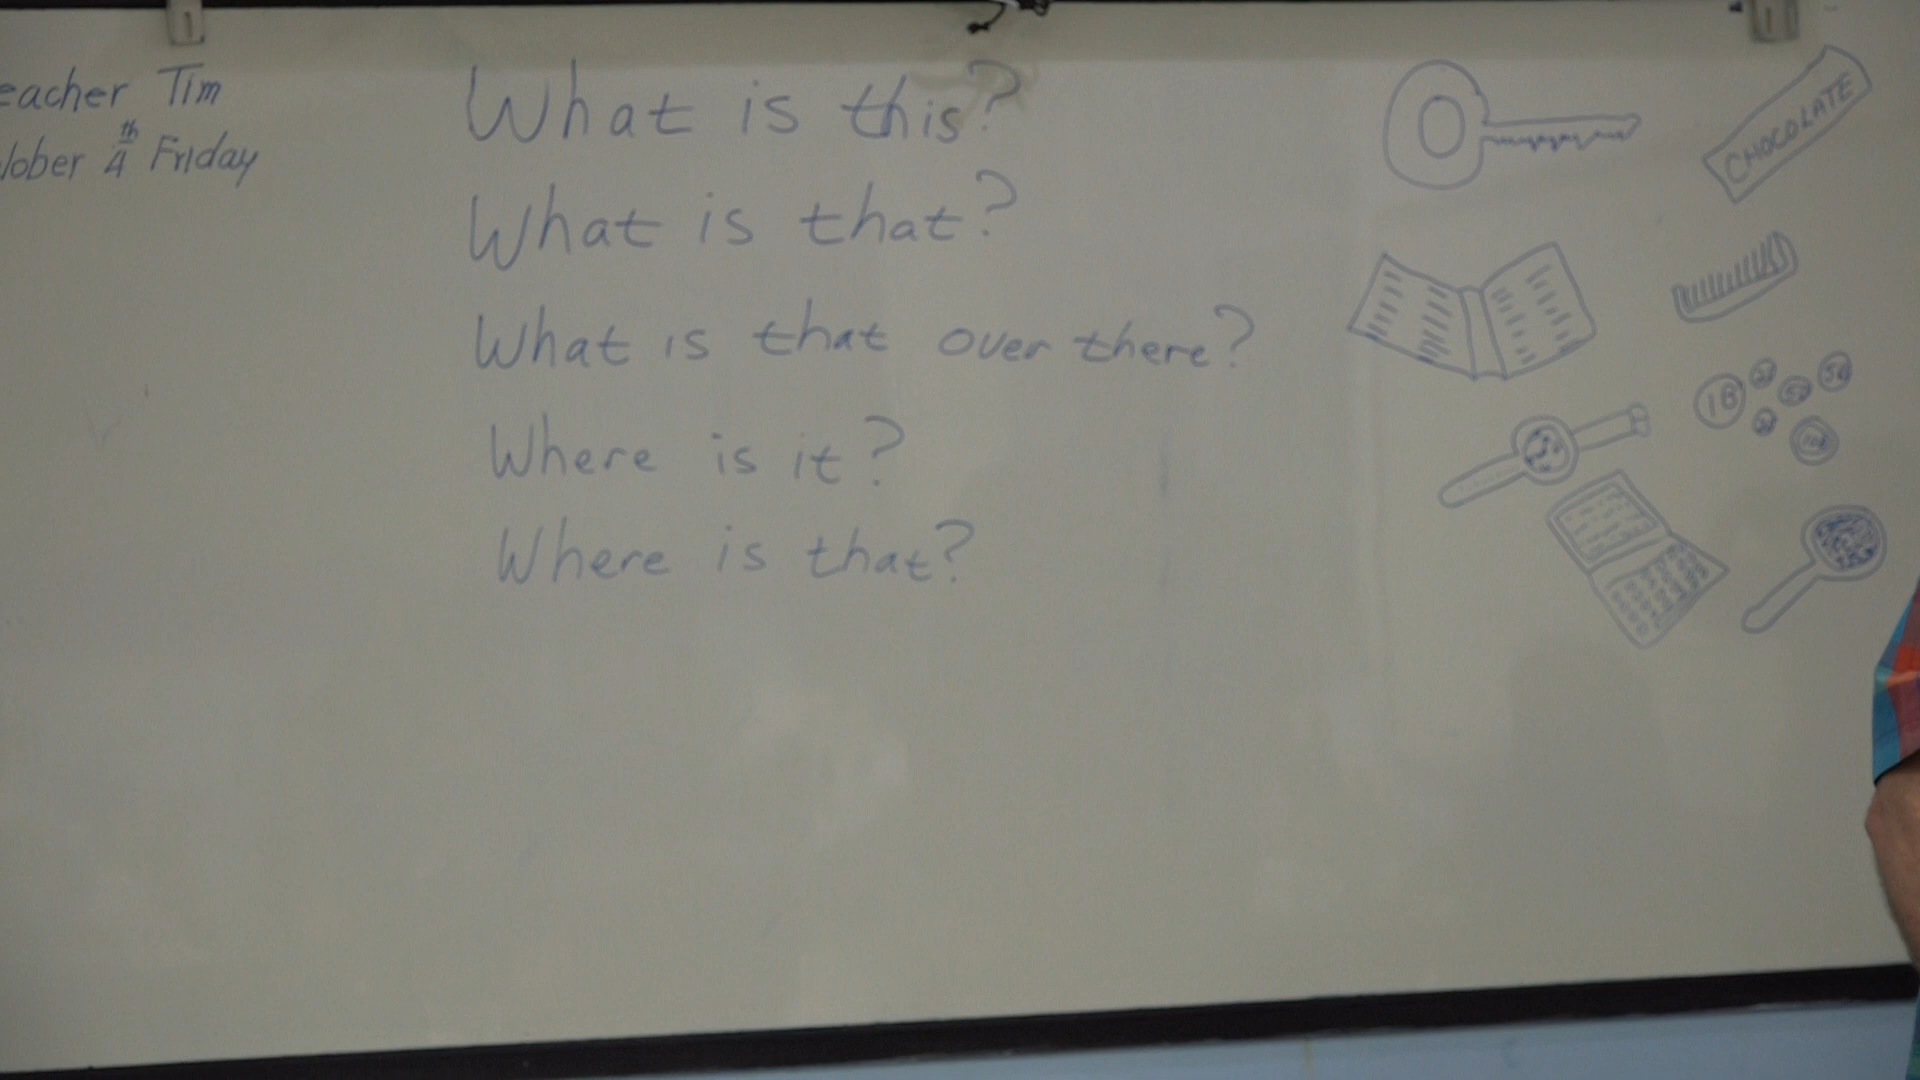 eacher Tim
ober 4th Friday
What is this?
What is that?
What is that over there?
Where is it?
Where is that?
CHOCOLATE